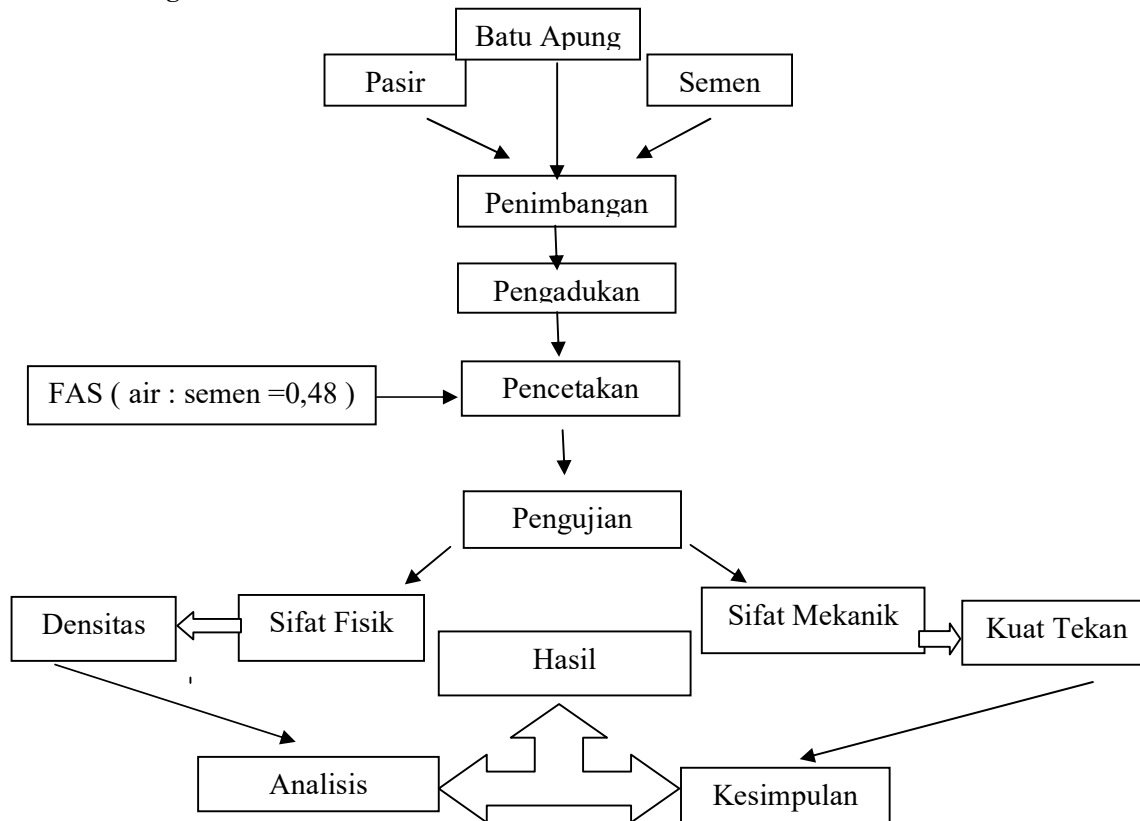 Batu Apung
Pasir
Semen
Penimbangan
Pengadukan
FAS ( air : semen =0,48 )
Pencetakan
Pengujian
Densitas
Sifat Fisik
Sifat Mekanik
Kuat Tekan
Hasil
Analisis
Kesimpulan